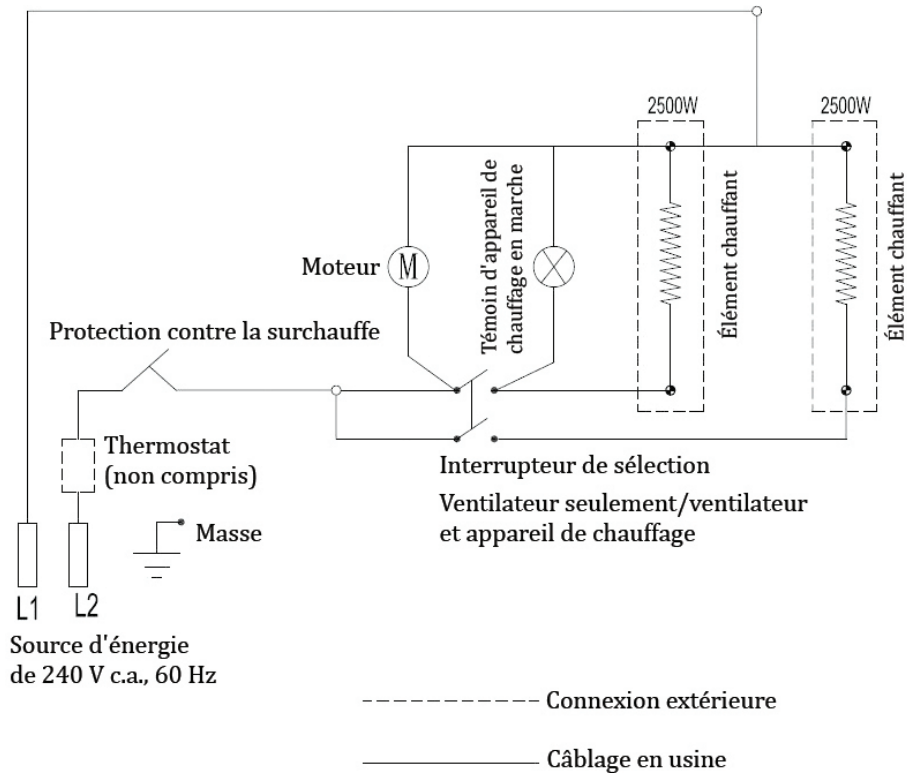 2500W
2500W
Élément chauffant
Élément chauffant
Témoin d'appareil de
chauffage en marche
Moteur
M
Protection contre la surchauffe
Thermostat
(non compris)
Interrupteur de sélection
Ventilateur seulement/ventilateur
et appareil de chauffage
Masse
L1
L2
Source d'énergie
de 240 V c.a., 60 Hz
Connexion extérieure
Câblage en usine